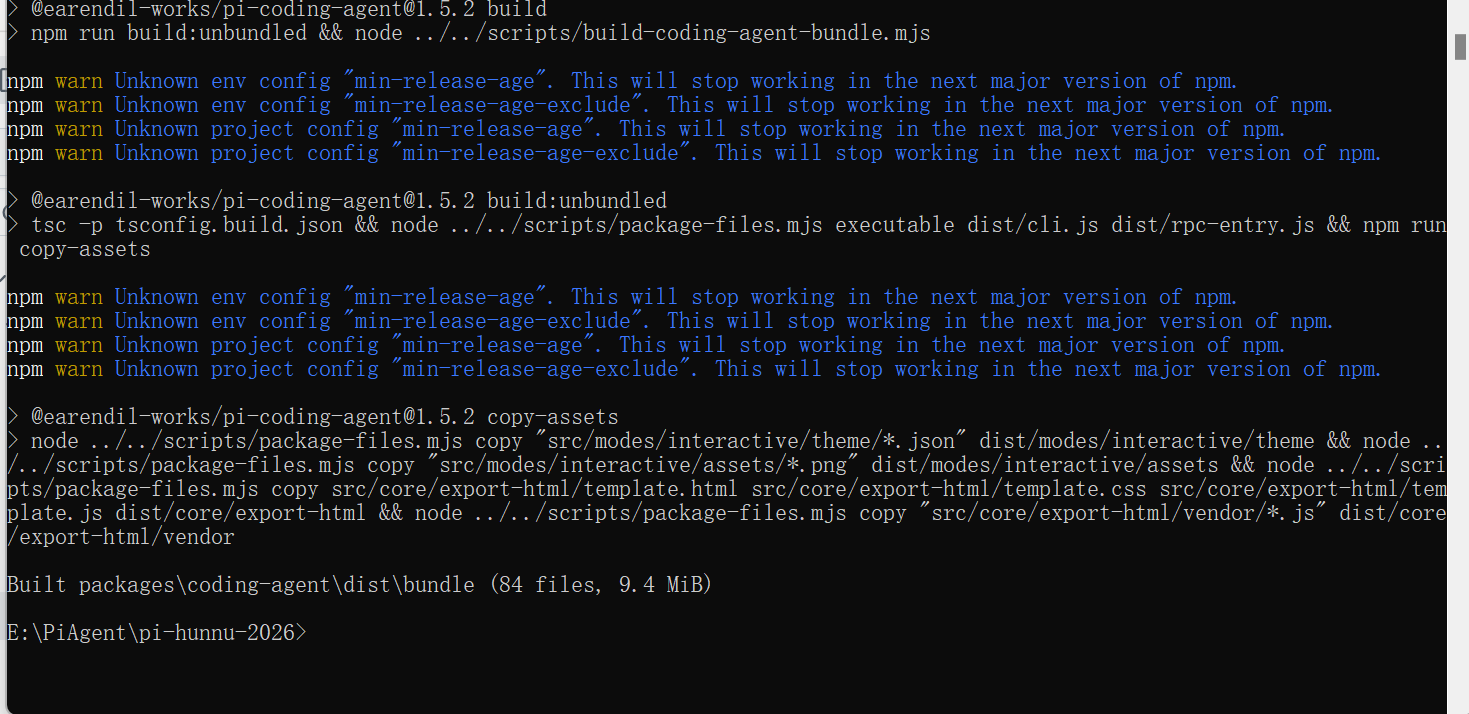 > @earendil-works/pi-coding-agent@1.5.2 build
> npm run build:unbundled && node ../../scripts/build-coding-agent-bundle.mjs
npm warn Unknown env config "min-release-age". This will stop working in the next major version of npm.
npm warn Unknown env config "min-release-age-exclude". This will stop working in the next major version of npm.
npm warn Unknown project config "min-release-age". This will stop working in the next major version of npm.
npm warn Unknown project config "min-release-age-exclude". This will stop working in the next major version of npm.
> @earendil-works/pi-coding-agent@1.5.2 build:unbundled
> tsc -p tsconfig.build.json && node ../../scripts/package-files.mjs executable dist/cli.js dist/rpc-entry.js && npm run
copy-assets
npm warn Unknown env config "min-release-age". This will stop working in the next major version of npm.
npm warn Unknown env config "min-release-age-exclude". This will stop working in the next major version of npm.
npm warn Unknown project config "min-release-age". This will stop working in the next major version of npm.
npm warn Unknown project config "min-release-age-exclude". This will stop working in the next major version of npm.
> @earendil-works/pi-coding-agent@1.5.2 copy-assets
> node ../../scripts/package-files.mjs copy "src/modes/interactive/theme/*.json" dist/modes/interactive/theme && node ..
/../scripts/package-files.mjs copy "src/modes/interactive/assets/*.png" dist/modes/interactive/assets && node ../../scri
pts/package-files.mjs copy src/core/export-html/template.html src/core/export-html/template.css src/core/export-html/tem
plate.js dist/core/export-html && node ../../scripts/package-files.mjs copy "src/core/export-html/vendor/*.js" dist/core
/export-html/vendor
Built packages\coding-agent\dist\bundle (84 files, 9.4 MiB)
E:\PiAgent\pi-hunnu-2026>